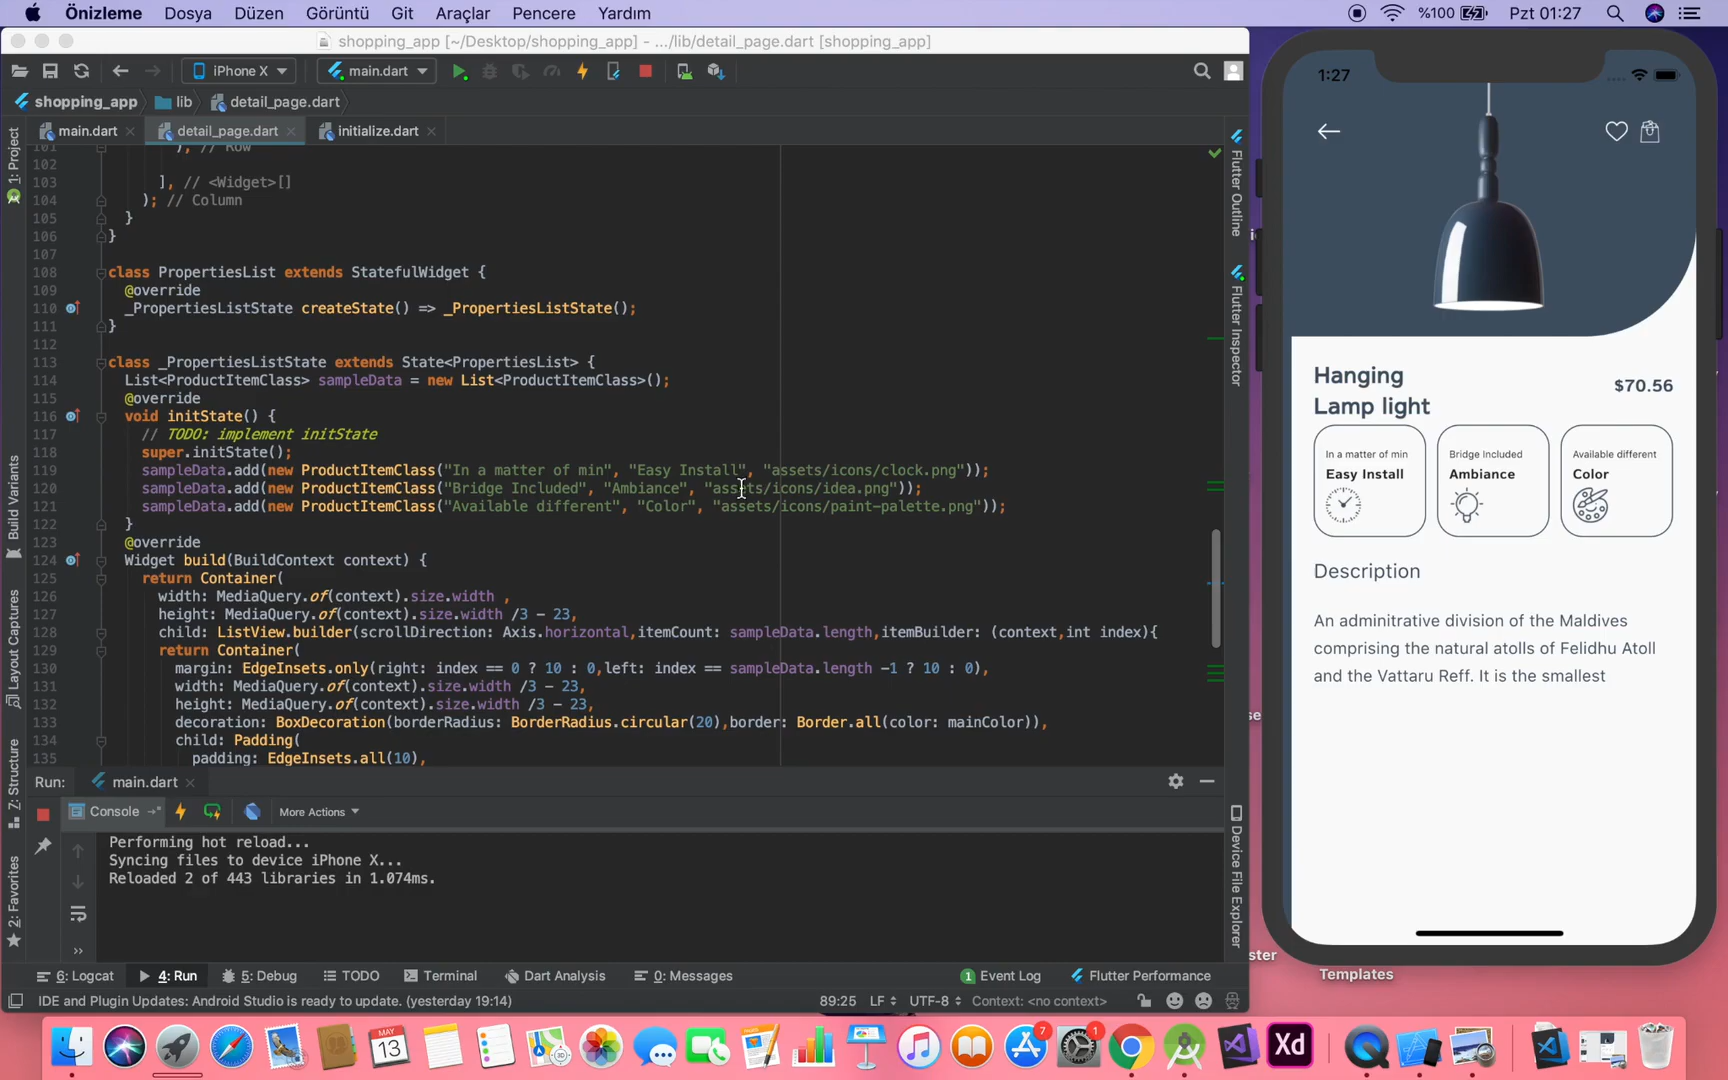 Önizleme Dosya Düzen Görüntü Git Araçlar Pencere Yardım %100 Pzt 01:27
shopping_app [~/Desktop/shopping_app] - .../lib/detail_page.dart [shopping_app]
iPhone X main.dart
shopping_app lib detail_page.dart
main.dart detail_page.dart initialize.dart
101 ), // Row
102
103 ], // <Widget>[]
104 ); // Column
105 }
106 }
107
108 class PropertiesList extends StatefulWidget {
109 @override
110 _PropertiesListState createState() => _PropertiesListState();
111 }
112
113 class _PropertiesListState extends State<PropertiesList> {
114 List<ProductItemClass> sampleData = new List<ProductItemClass>();
115 @override
116 void initState() {
117 // TODO: implement initState
118 super.initState();
119 sampleData.add(new ProductItemClass("In a matter of min", "Easy Install", "assets/icons/clock.png"));
120 sampleData.add(new ProductItemClass("Bridge Included", "Ambiance", "assets/icons/idea.png"));
121 sampleData.add(new ProductItemClass("Available different", "Color", "assets/icons/paint-palette.png"));
122 }
123 @override
124 Widget build(BuildContext context) {
125 return Container(
126 width: MediaQuery.of(context).size.width ,
127 height: MediaQuery.of(context).size.width /3 - 23,
128 child: ListView.builder(scrollDirection: Axis.horizontal,itemCount: sampleData.length,itemBuilder: (context,int index){
129 return Container(
130 margin: EdgeInsets.only(right: index == 0 ? 10 : 0,left: index == sampleData.length -1 ? 10 : 0),
131 width: MediaQuery.of(context).size.width /3 - 23,
132 height: MediaQuery.of(context).size.width /3 - 23,
133 decoration: BoxDecoration(borderRadius: BorderRadius.circular(20),border: Border.all(color: mainColor)),
134 child: Padding(
135 padding: EdgeInsets.all(10),
1: Project
Build Variants
Layout Captures
7: Structure
2: Favorites
Flutter Outline
Flutter Inspector
Device File Explorer
Run: main.dart
Console More Actions
Performing hot reload...
Syncing files to device iPhone X...
Reloaded 2 of 443 libraries in 1.074ms.
6: Logcat 4: Run 5: Debug TODO Terminal Dart Analysis 0: Messages 1 Event Log Flutter Performance
IDE and Plugin Updates: Android Studio is ready to update. (yesterday 19:14) 89:25 LF UTF-8 Context: <no context>
1:27
Hanging
Lamp light
$70.56
In a matter of min
Easy Install
Bridge Included
Ambiance
Available different
Color
Description
An adminitrative division of the Maldives
comprising the natural atolls of Felidhu Atoll
and the Vattaru Reff. It is the smallest
se
ster
Templates
MAY
13
7
1
Xd